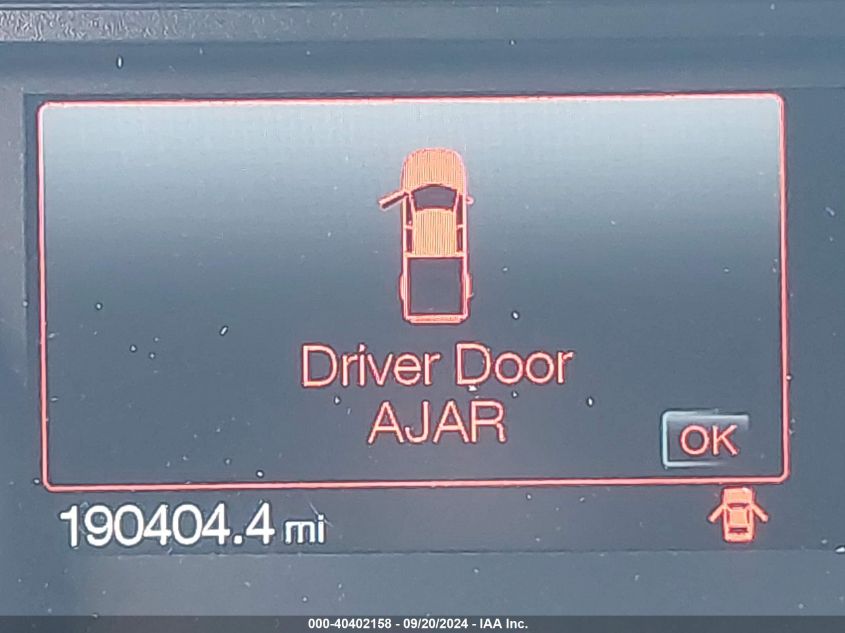 Driver Door
AJAR
OK
190404.4 mi
000-40402158 - 09/20/2024 - IAA Inc.